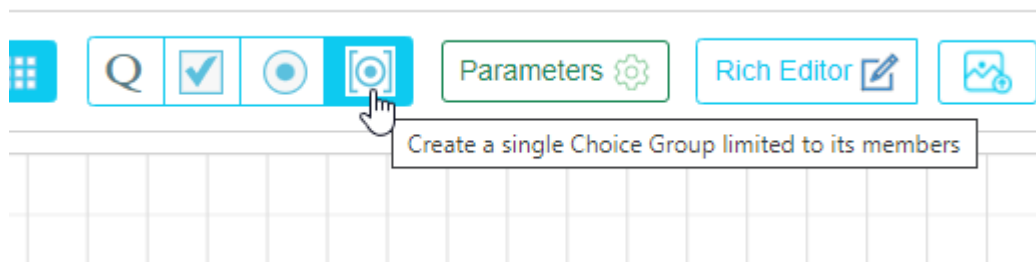 Q Parameters Rich Editor
Create a single Choice Group limited to its members